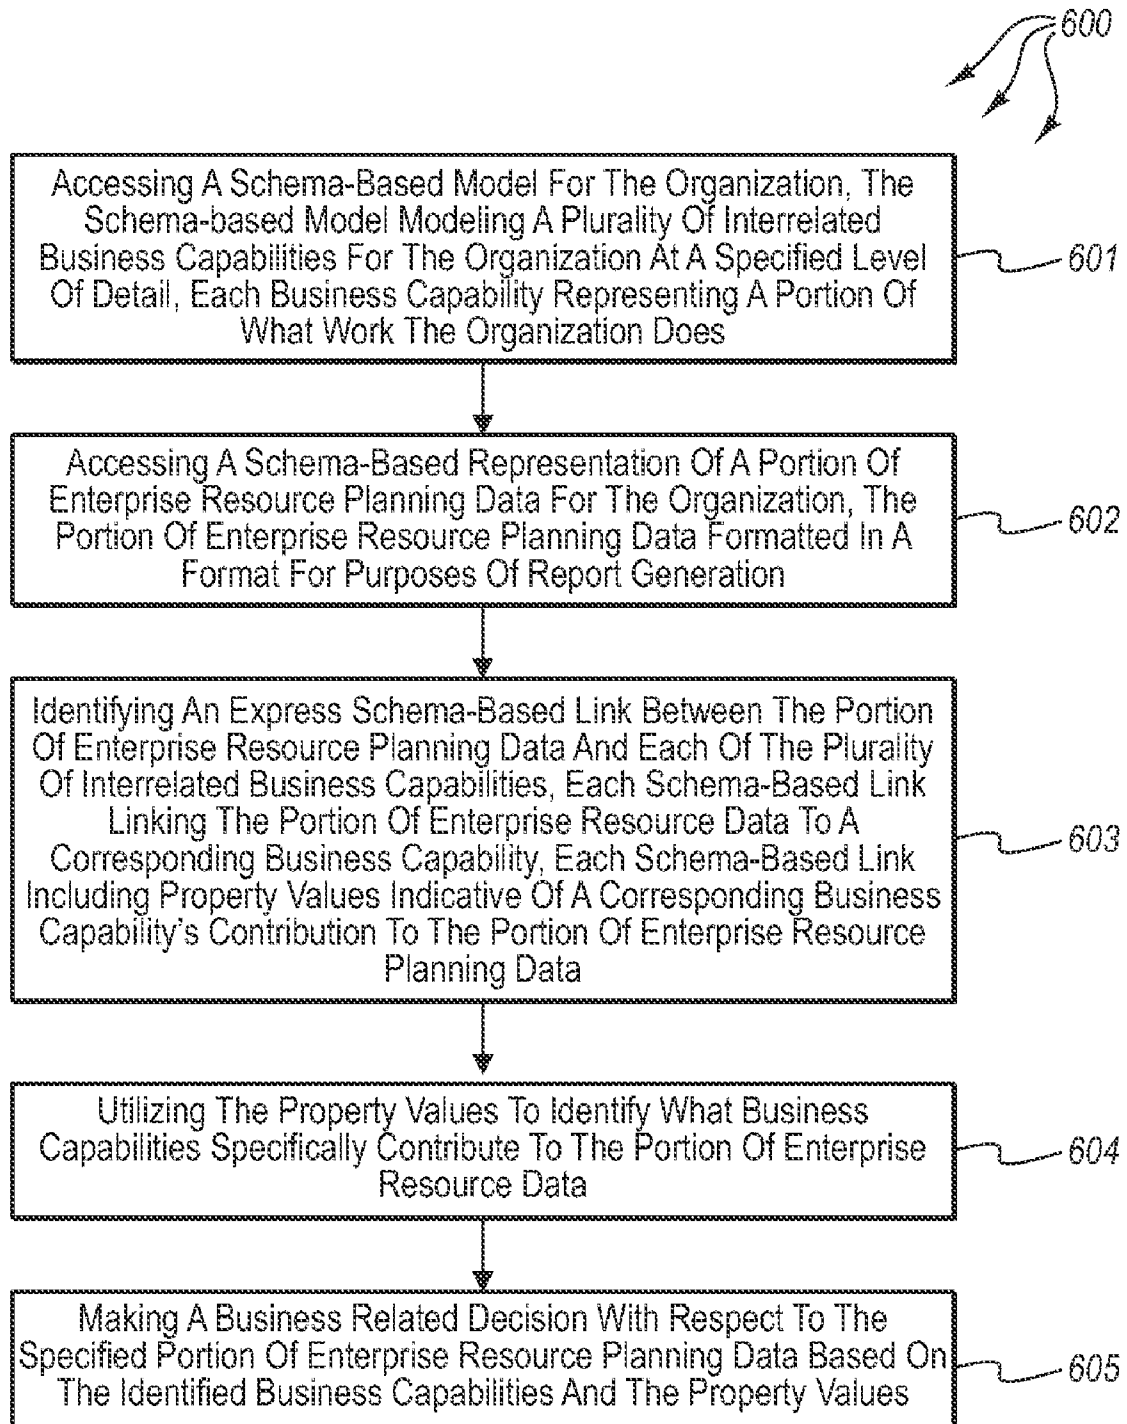 600
Accessing A Schema-Based Model For The Organization, The
Schema-based Model Modeling A Plurality Of Interrelated
Business Capabilities For The Organization At A Specified Level
Of Detail, Each Business Capability Representing A Portion Of
What Work The Organization Does
601
Accessing A Schema-Based Representation Of A Portion Of
Enterprise Resource Planning Data For The Organization, The
Portion Of Enterprise Resource Planning Data Formatted In A
Format For Purposes Of Report Generation
602
Identifying An Express Schema-Based Link Between The Portion
Of Enterprise Resource Planning Data And Each Of The Plurality
Of Interrelated Business Capabilities, Each Schema-Based Link
Linking The Portion Of Enterprise Resource Data To A
Corresponding Business Capability, Each Schema-Based Link
Including Property Values Indicative Of A Corresponding Business
Capability's Contribution To The Portion Of Enterprise Resource
Planning Data
603
Utilizing The Property Values To Identify What Business
Capabilities Specifically Contribute To The Portion Of Enterprise
Resource Data
604
Making A Business Related Decision With Respect To The
Specified Portion Of Enterprise Resource Planning Data Based On
The Identified Business Capabilities And The Property Values
605